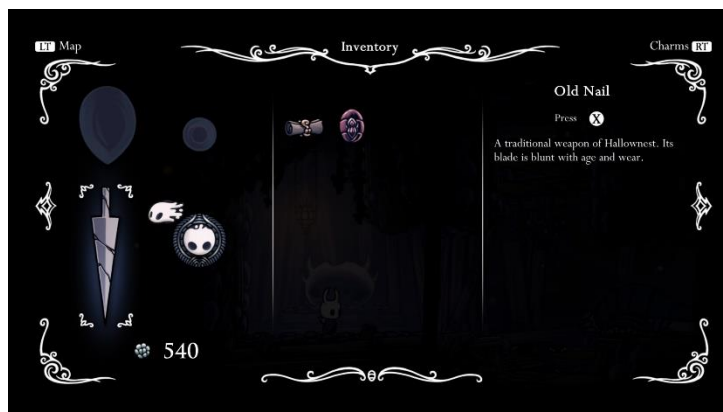 LT Map
Inventory
Charms RT
Old Nail
Press X
A traditional weapon of Hallownest. Its
blade is blunt with age and wear.
540